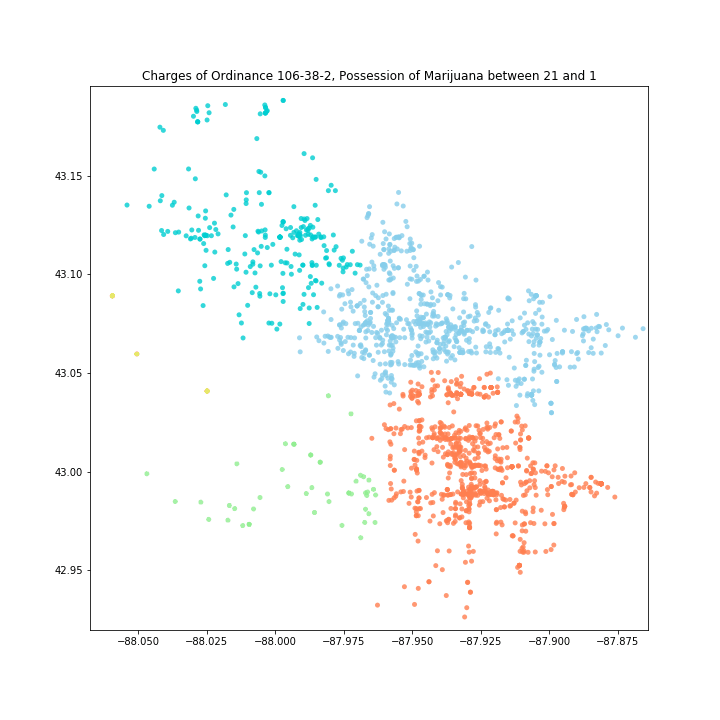 Charges of Ordinance 106-38-2, Possession of Marijuana between 21 and 1
43.15
43.10
43.05
43.00
42.95
−88.050 −88.025 −88.000 −87.975 −87.950 −87.925 −87.900 −87.875